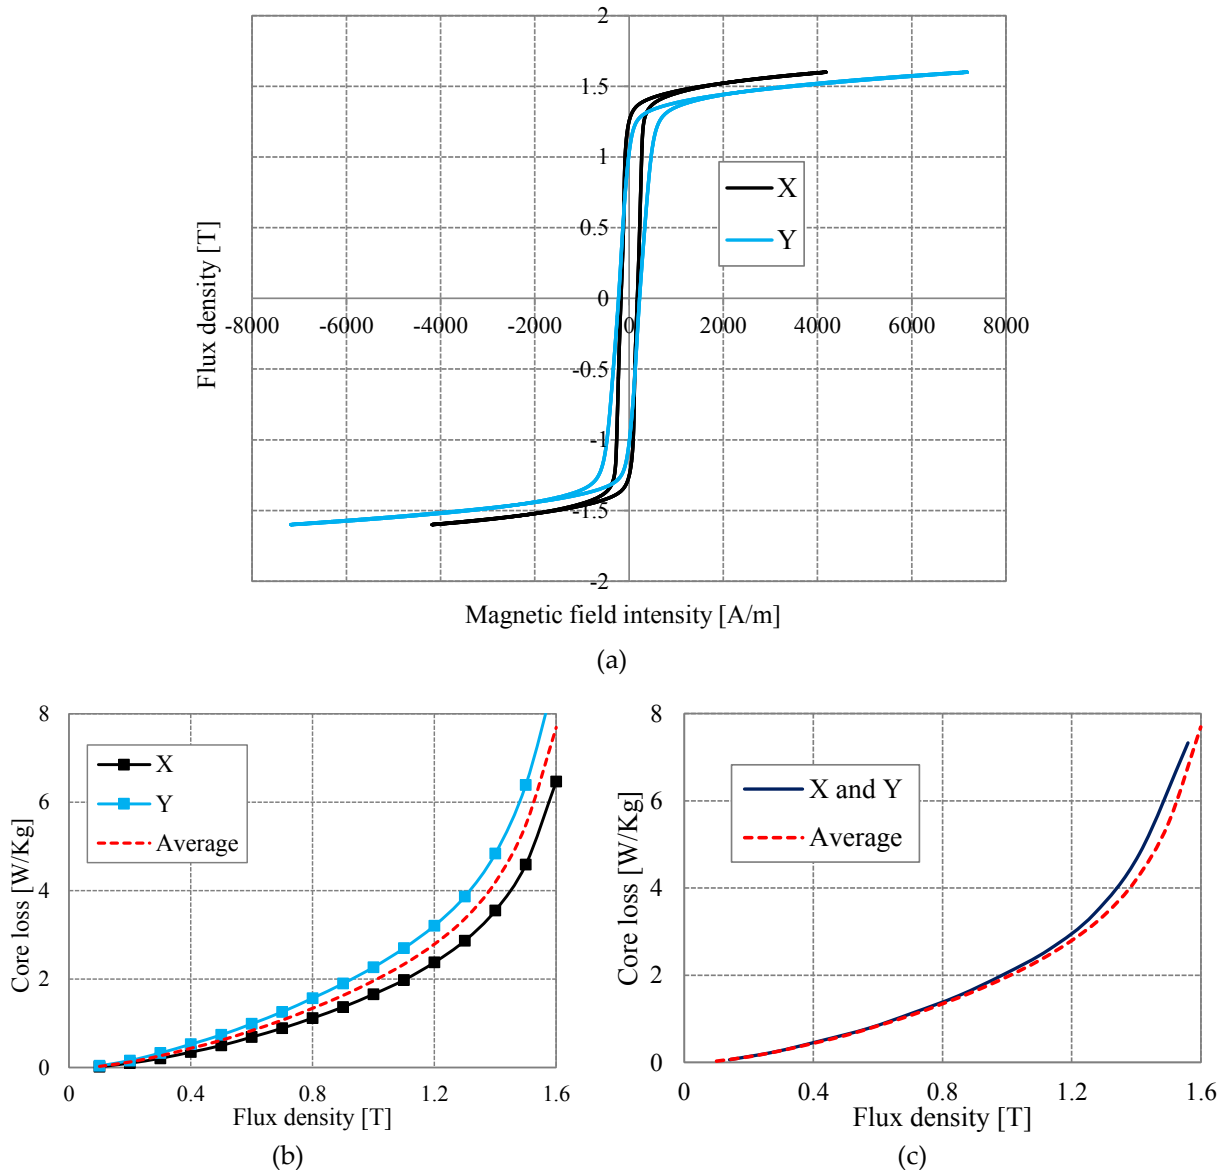 2
1.5
1
0.5
0
-0.5
-1
-1.5
-2
-8000 -6000 -4000 -2000 0 2000 4000 6000 8000
X
Y
Flux density [T]
Magnetic field intensity [A/m]
(a)
8
6
4
2
0
0 0.4 0.8 1.2 1.6
X
Y
Average
Core loss [W/Kg]
Flux density [T]
(b)
8
6
4
2
0
0 0.4 0.8 1.2 1.6
X and Y
Average
Core loss [W/Kg]
Flux density [T]
(c)